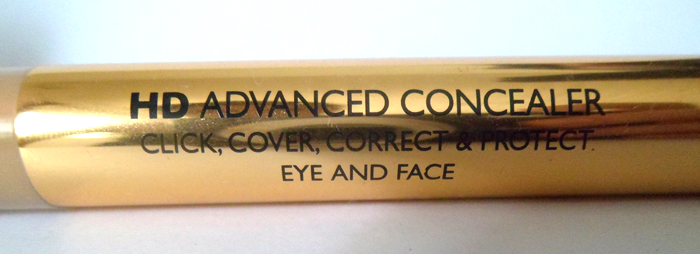 HD ADVANCED CONCEALER
CLICK, COVER, CORRECT & PROTECT.
EYE AND FACE